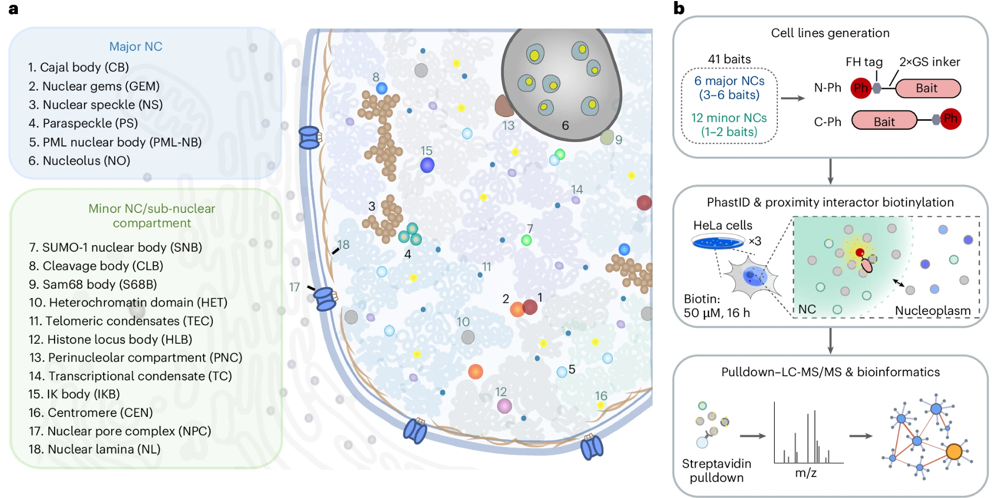 a
Major NC
1. Cajal body (CB)
2. Nuclear gems (GEM)
3. Nuclear speckle (NS)
4. Paraspeckle (PS)
5. PML nuclear body (PML-NB)
6. Nucleolus (NO)
Minor NC/sub-nuclear
compartment
7. SUMO-1 nuclear body (SNB)
8. Cleavage body (CLB)
9. Sam68 body (S68B)
10. Heterochromatin domain (HET)
11. Telomeric condensates (TEC)
12. Histone locus body (HLB)
13. Perinucleolar compartment (PNC)
14. Transcriptional condensate (TC)
15. IK body (IKB)
16. Centromere (CEN)
17. Nuclear pore complex (NPC)
18. Nuclear lamina (NL)
8
13
6
9
15
14
3
7
18
4
11
17
2
1
10
5
12
16
b
Cell lines generation
41 baits
6 major NCs
(3–6 baits)
12 minor NCs
(1–2 baits)
FH tag
2×GS inker
N-Ph
Ph
Bait
C-Ph
Bait
Ph
PhastID & proximity interactor biotinylation
HeLa cells
×3
Biotin:
50 µM, 16 h
NC
Nucleoplasm
Pulldown–LC-MS/MS & bioinformatics
Streptavidin
pulldown
m/z